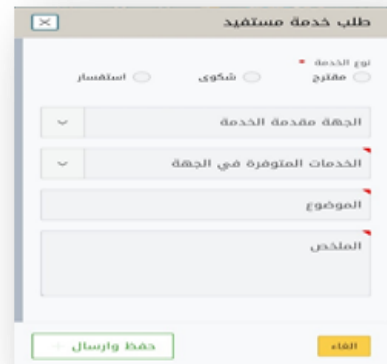 طلب خدمة مستفيد
نوع الخدمة *
مقترح شكوى استفسار
الجهة مقدمة الخدمة
الخدمات المتوفرة في الجهة
الموضوع
الملخص
الغاء حفظ وارسال +